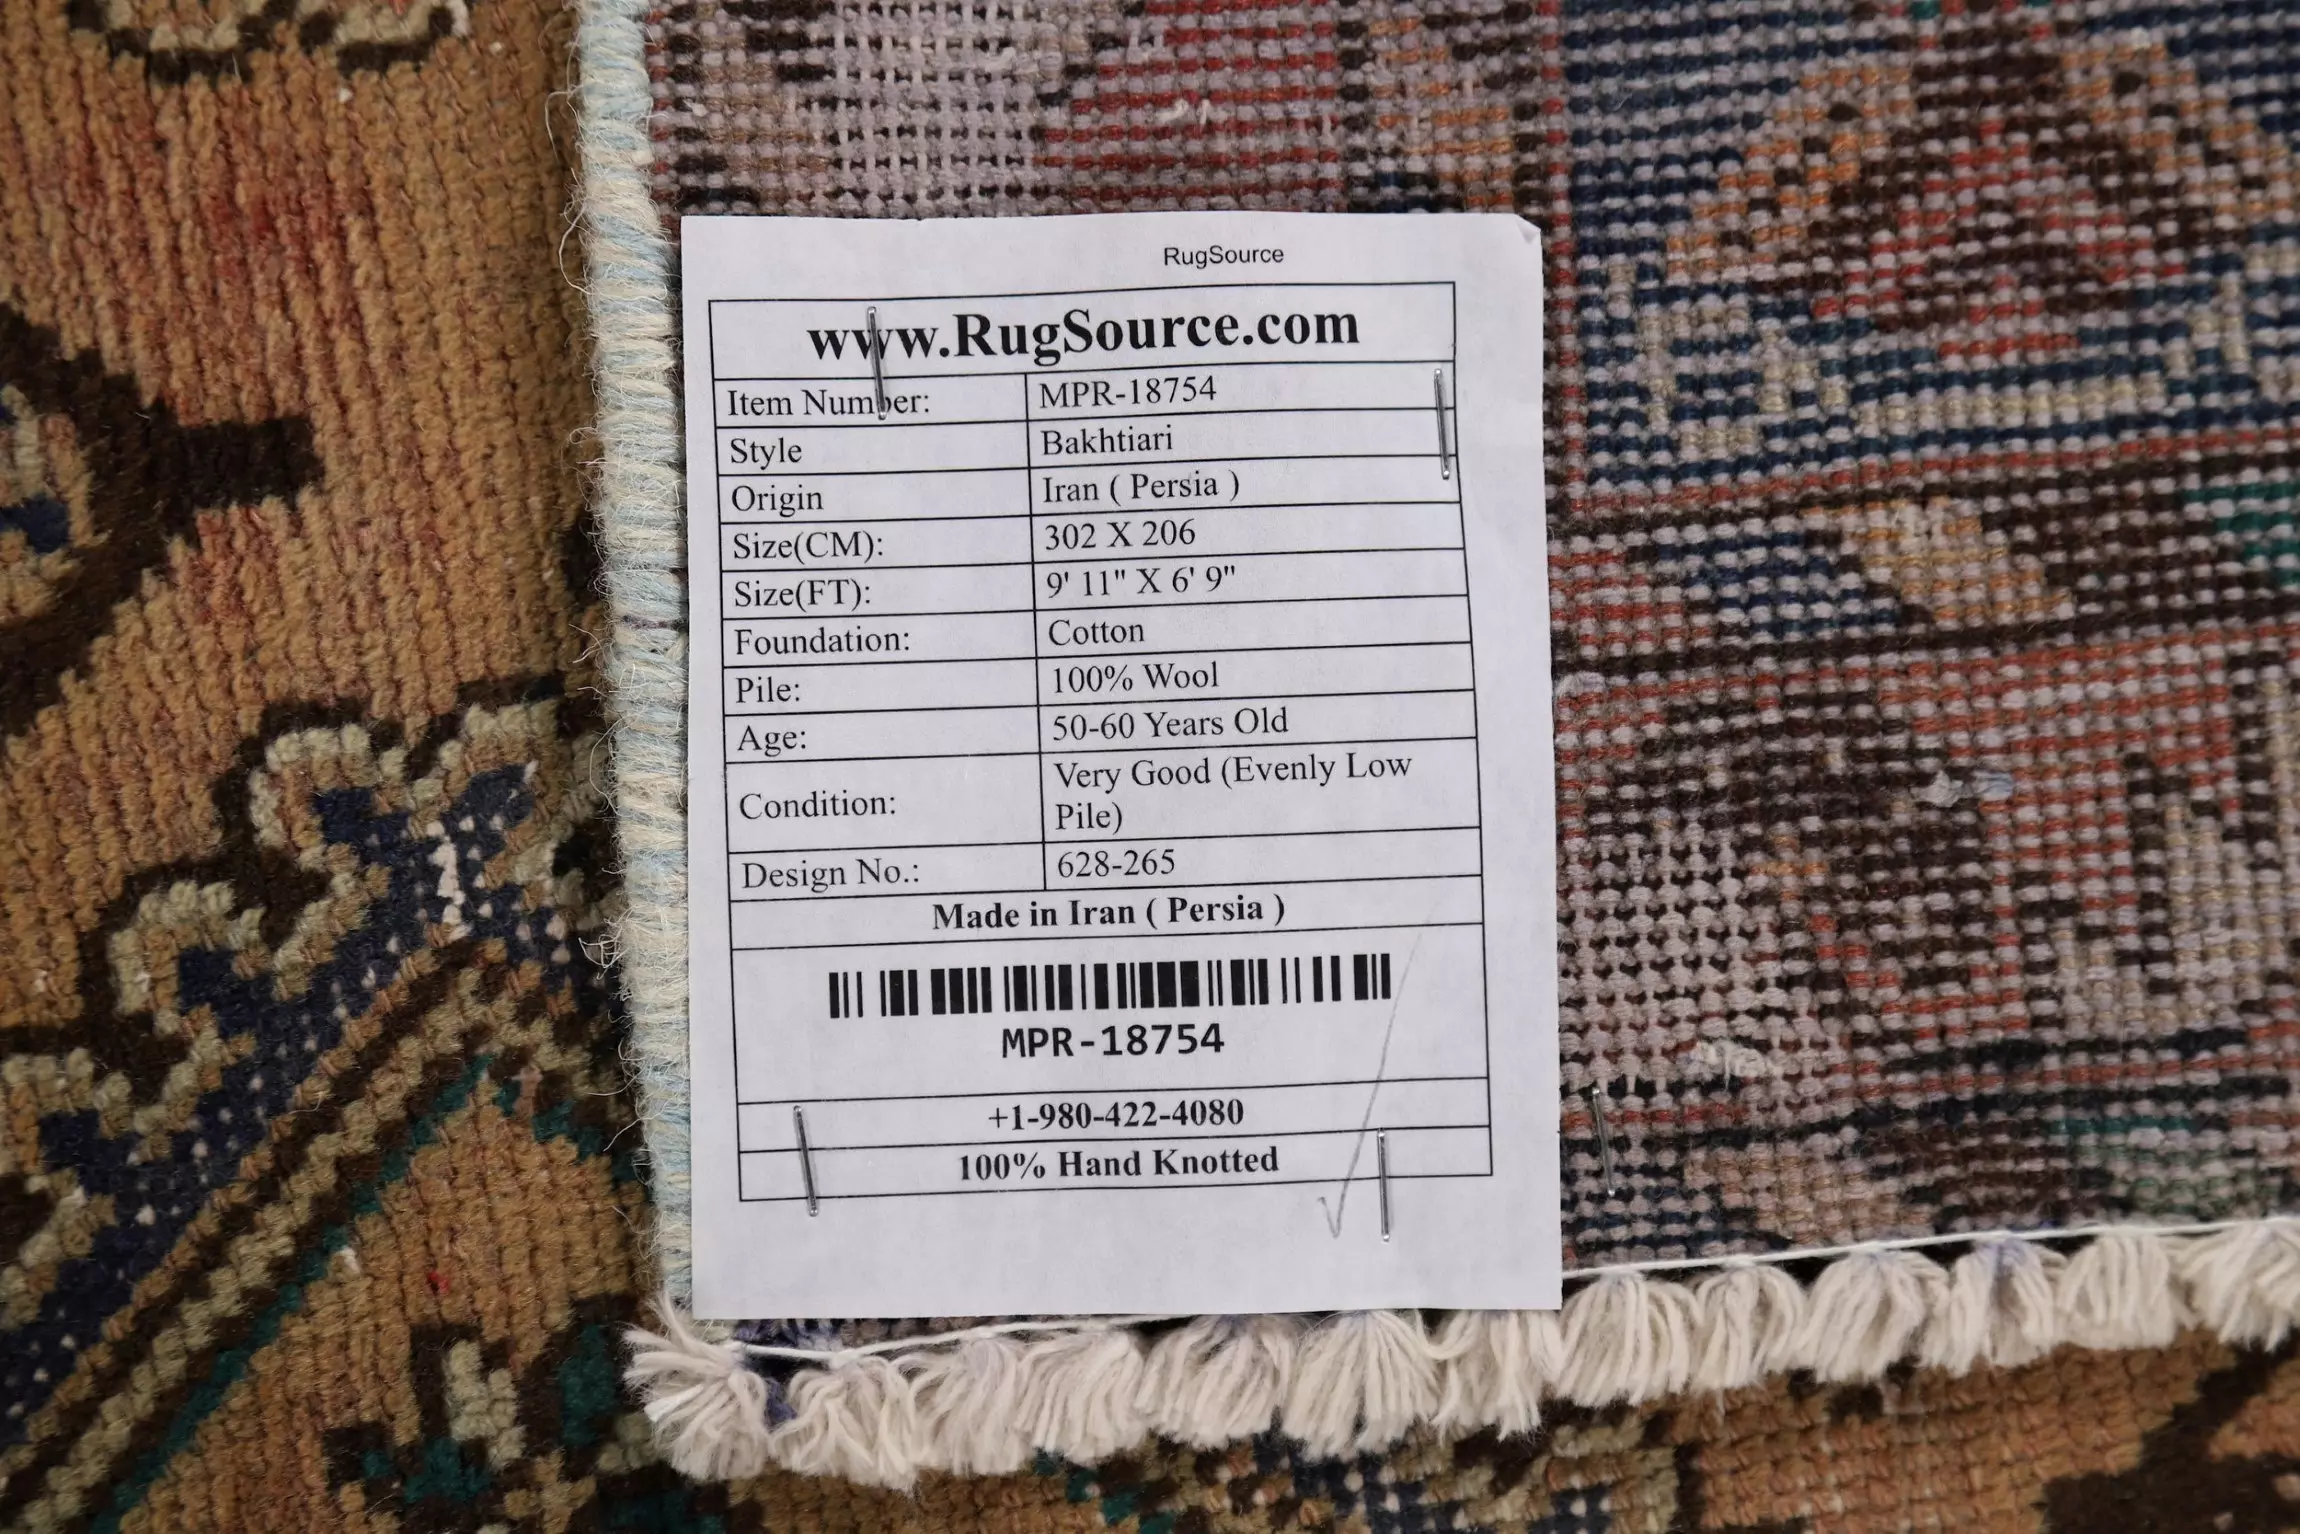 RugSource
www.RugSource.com
Item Number: MPR-18754
Style Bakhtiari
Origin Iran ( Persia )
Size(CM): 302 X 206
Size(FT): 9' 11" X 6' 9"
Foundation: Cotton
Pile: 100% Wool
Age: 50-60 Years Old
Condition: Very Good (Evenly Low
Pile)
Design No.: 628-265
Made in Iran ( Persia )
MPR-18754
+1-980-422-4080
100% Hand Knotted